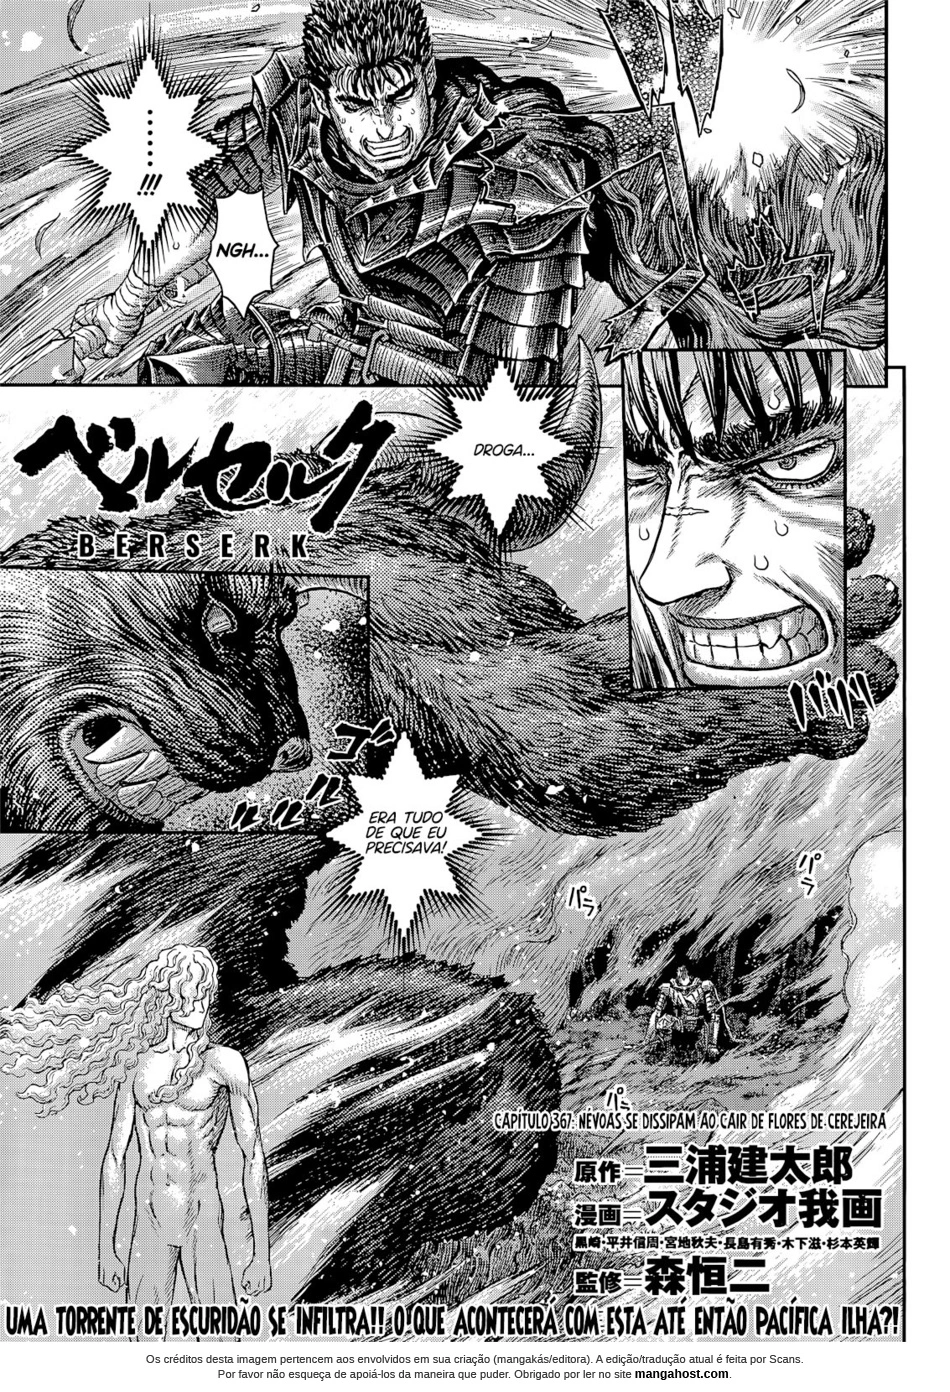 ......!!!
NGH...
DROGA...
ベルセルク
BERSERK
バリッ
ゴ
ルルル
ERA TUDO
DE QUE EU
PRECISAVA!
パラ
パラ
パ
CAPÍTULO 367: NÉVOAS SE DISSIPAM AO CAIR DE FLORES DE CEREJEIRA
原作=三浦建太郎
漫画=スタジオ我画
黒崎・平井信周・宮地秋夫・長島有秀・木下滋・杉本英輝
監修=森恒二
UMA TORRENTE DE ESCURIDÃO SE INFILTRA!! O QUE ACONTECERÁ COM ESTA ATÉ ENTÃO PACÍFICA ILHA?!
Os créditos desta imagem pertencem aos envolvidos em sua criação (mangakás/editora). A edição/tradução atual é feita por Scans.
Por favor não esqueça de apoiá-los da maneira que puder. Obrigado por ler no site mangahost.com.